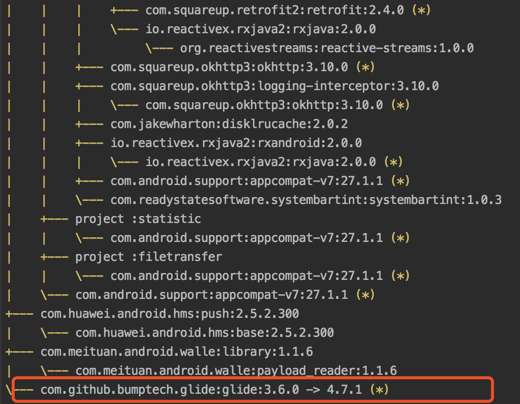 |    |    |    +--- com.squareup.retrofit2:retrofit:2.4.0 (*)
|    |    |    \--- io.reactivex.rxjava2:rxjava:2.0.0
|    |    |         \--- org.reactivestreams:reactive-streams:1.0.0
|    |    +--- com.squareup.okhttp3:okhttp:3.10.0 (*)
|    |    +--- com.squareup.okhttp3:logging-interceptor:3.10.0
|    |    |    \--- com.squareup.okhttp3:okhttp:3.10.0 (*)
|    |    +--- com.jakewharton:disklrucache:2.0.2
|    |    +--- io.reactivex.rxjava2:rxandroid:2.0.0
|    |    |    \--- io.reactivex.rxjava2:rxjava:2.0.0 (*)
|    |    +--- com.android.support:appcompat-v7:27.1.1 (*)
|    |    \--- com.readystatesoftware.systembartint:systembartint:1.0.3
|    +--- project :statistic
|    |    \--- com.android.support:appcompat-v7:27.1.1 (*)
|    +--- project :filetransfer
|    |    \--- com.android.support:appcompat-v7:27.1.1 (*)
|    \--- com.android.support:appcompat-v7:27.1.1 (*)
+--- com.huawei.android.hms:push:2.5.2.300
|    \--- com.huawei.android.hms:base:2.5.2.300
+--- com.meituan.android.walle:library:1.1.6
|    \--- com.meituan.android.walle:payload_reader:1.1.6
\--- com.github.bumptech.glide:glide:3.6.0 -> 4.7.1 (*)